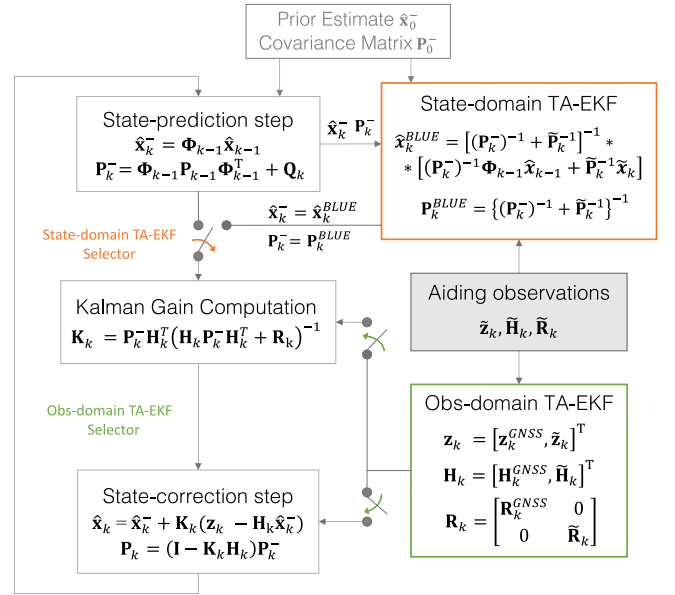 Prior Estimate x̂₀⁻
Covariance Matrix P₀⁻
State-prediction step
x̂ₖ⁻ = Φₖ₋₁x̂ₖ₋₁
Pₖ⁻ = Φₖ₋₁Pₖ₋₁Φₖ₋₁ᵀ + Qₖ
x̂ₖ⁻ Pₖ⁻
State-domain TA-EKF
x̂ₖᴮᴸᵁᴱ = [(Pₖ⁻)⁻¹ + P̃ₖ⁻¹]⁻¹ *
* [(Pₖ⁻)⁻¹Φₖ₋₁x̂ₖ₋₁ + P̃ₖ⁻¹x̃ₖ]
Pₖᴮᴸᵁᴱ = {(Pₖ⁻)⁻¹ + P̃ₖ⁻¹}⁻¹
x̂ₖ⁻ = x̂ₖᴮᴸᵁᴱ
Pₖ⁻ = Pₖᴮᴸᵁᴱ
State-domain TA-EKF
Selector
Kalman Gain Computation
Kₖ = Pₖ⁻Hₖᵀ(HₖPₖ⁻Hₖᵀ + Rₖ)⁻¹
Aiding observations
z̃ₖ, H̃ₖ, R̃ₖ
Obs-domain TA-EKF
Selector
Obs-domain TA-EKF
zₖ = [zₖᴳᴺˢˢ, z̃ₖ]ᵀ
Hₖ = [Hₖᴳᴺˢˢ, H̃ₖ]ᵀ
Rₖ = [Rₖᴳᴺˢˢ 0
0 R̃ₖ]
State-correction step
x̂ₖ = x̂ₖ⁻ + Kₖ(zₖ − Hₖx̂ₖ⁻)
Pₖ = (I − KₖHₖ)Pₖ⁻